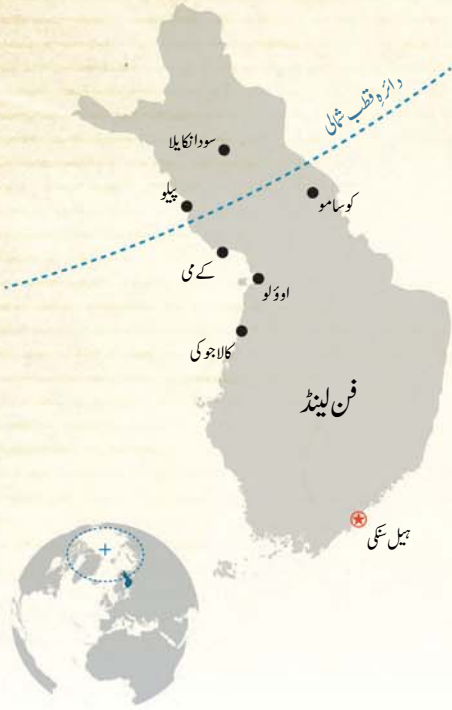 دائرہ قطب شمالی
سودانکایلا
پیلو
کوسامو
کے می
اوؤلو
کالاجوکی
فن لینڈ
ہیل سنکی